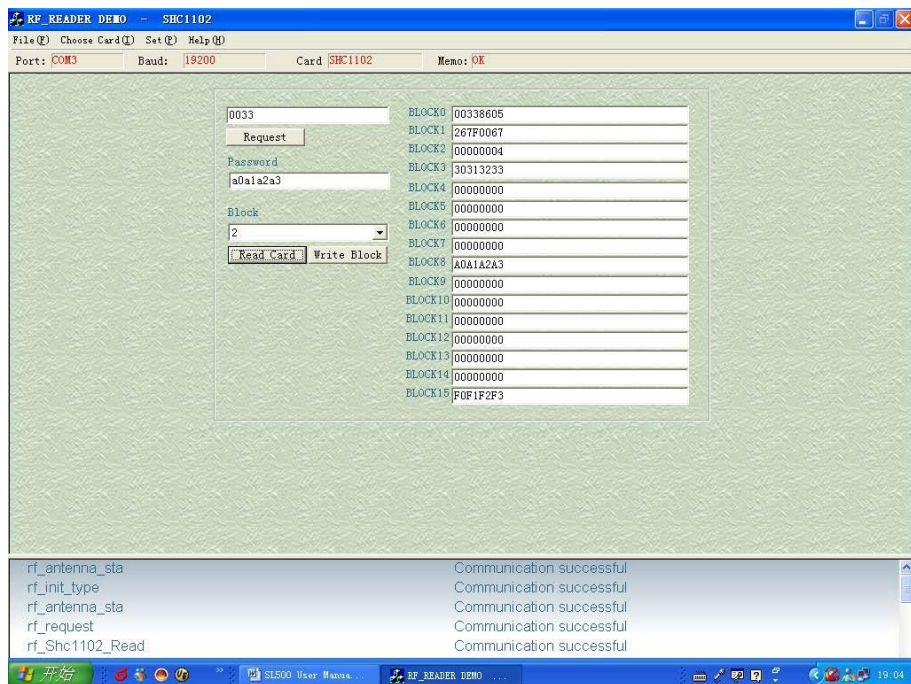 RF_READER DEMO - SHC1102
File(F) Choose Card(I) Set(P) Help(H)
Port: COM3 Baud: 19200 Card SHC1102 Memo: OK
0033
Request
Password
a0a1a2a3
Block
2
Read Card Write Block
BLOCK0 00338605
BLOCK1 267F0067
BLOCK2 00000004
BLOCK3 30313233
BLOCK4 00000000
BLOCK5 00000000
BLOCK6 00000000
BLOCK7 00000000
BLOCK8 A0A1A2A3
BLOCK9 00000000
BLOCK10 00000000
BLOCK11 00000000
BLOCK12 00000000
BLOCK13 00000000
BLOCK14 00000000
BLOCK15 F0F1F2F3
rf_antenna_sta Communication successful
rf_init_type Communication successful
rf_antenna_sta Communication successful
rf_request Communication successful
rf_Shc1102_Read Communication successful
开始 SL500 User Manua... RF_READER DEMO ... 19:04